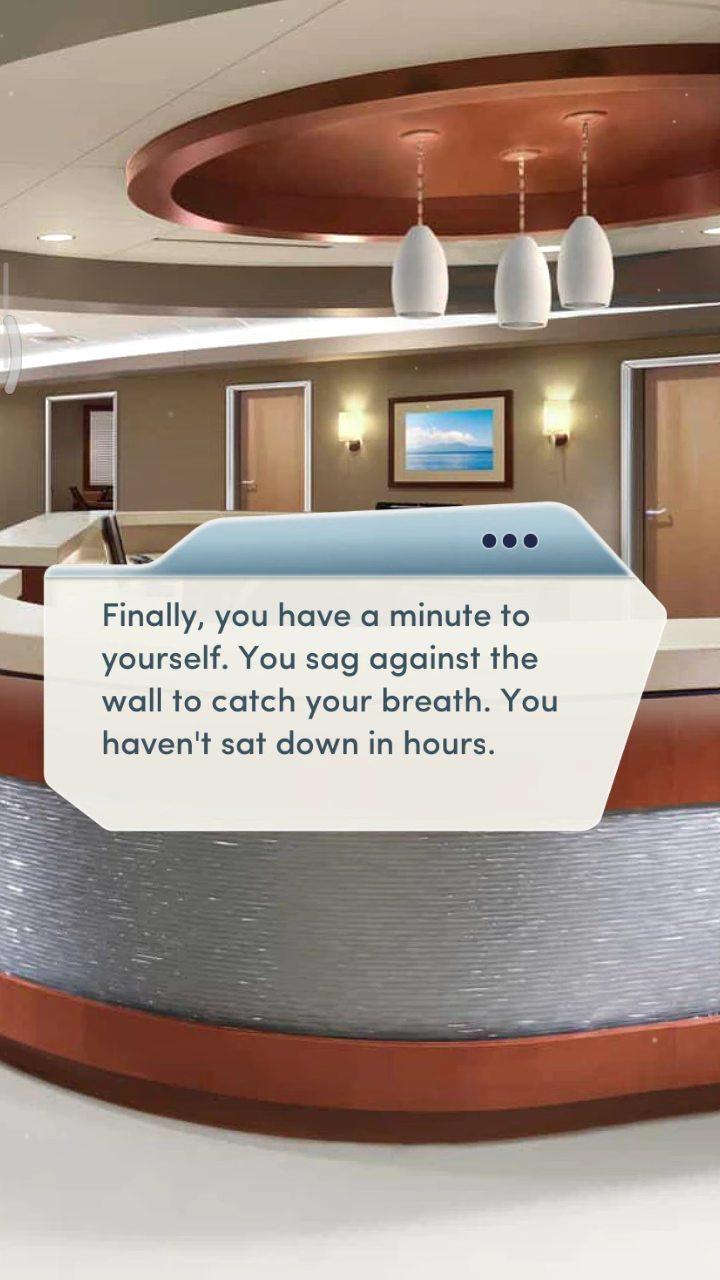 Finally, you have a minute to
yourself. You sag against the
wall to catch your breath. You
haven't sat down in hours.